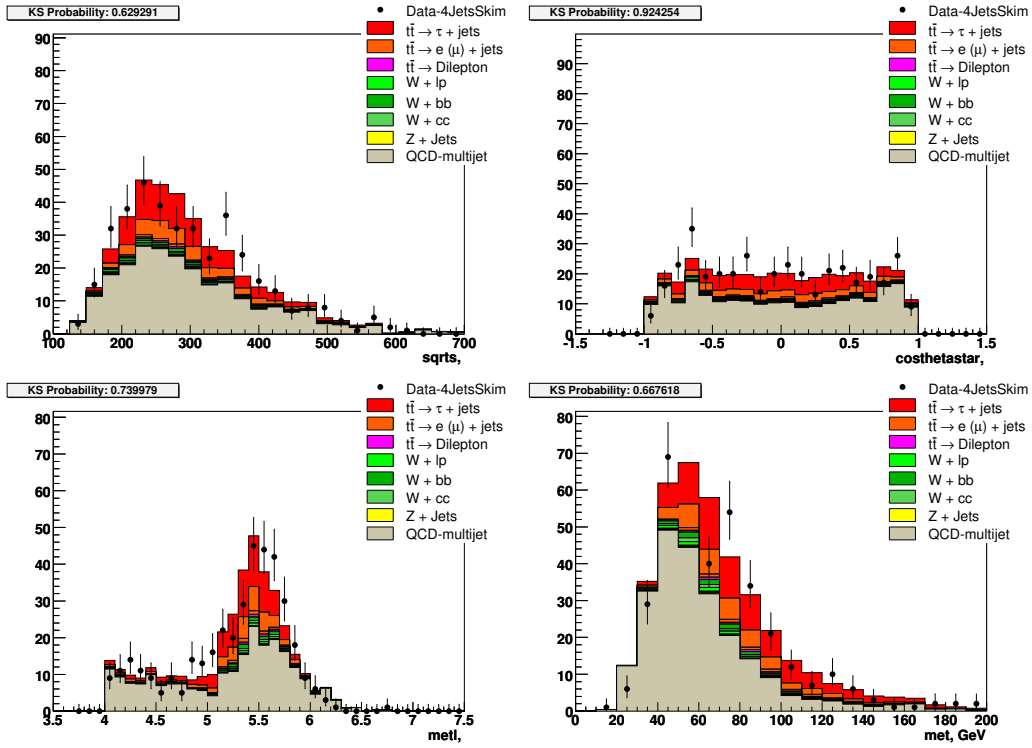 KS Probability: 0.629291
Data-4JetsSkim
tt̄ → τ + jets
tt̄ → e (μ) + jets
tt̄ → Dilepton
W + lp
W + bb
W + cc
Z + Jets
QCD-multijet
90
80
70
60
50
40
30
20
10
0
100 200 300 400 500 600 700
sqrts,
KS Probability: 0.924254
Data-4JetsSkim
tt̄ → τ + jets
tt̄ → e (μ) + jets
tt̄ → Dilepton
W + lp
W + bb
W + cc
Z + Jets
QCD-multijet
100
90
80
70
60
50
40
30
20
10
0
-1.5 -1 -0.5 0 0.5 1 1.5
costhetastar,
KS Probability: 0.739979
Data-4JetsSkim
tt̄ → τ + jets
tt̄ → e (μ) + jets
tt̄ → Dilepton
W + lp
W + bb
W + cc
Z + Jets
QCD-multijet
80
70
60
50
40
30
20
10
0
3.5 4 4.5 5 5.5 6 6.5 7 7.5
metl,
KS Probability: 0.667618
Data-4JetsSkim
tt̄ → τ + jets
tt̄ → e (μ) + jets
tt̄ → Dilepton
W + lp
W + bb
W + cc
Z + Jets
QCD-multijet
80
70
60
50
40
30
20
10
0
0 20 40 60 80 100 120 140 160 180 200
met, GeV